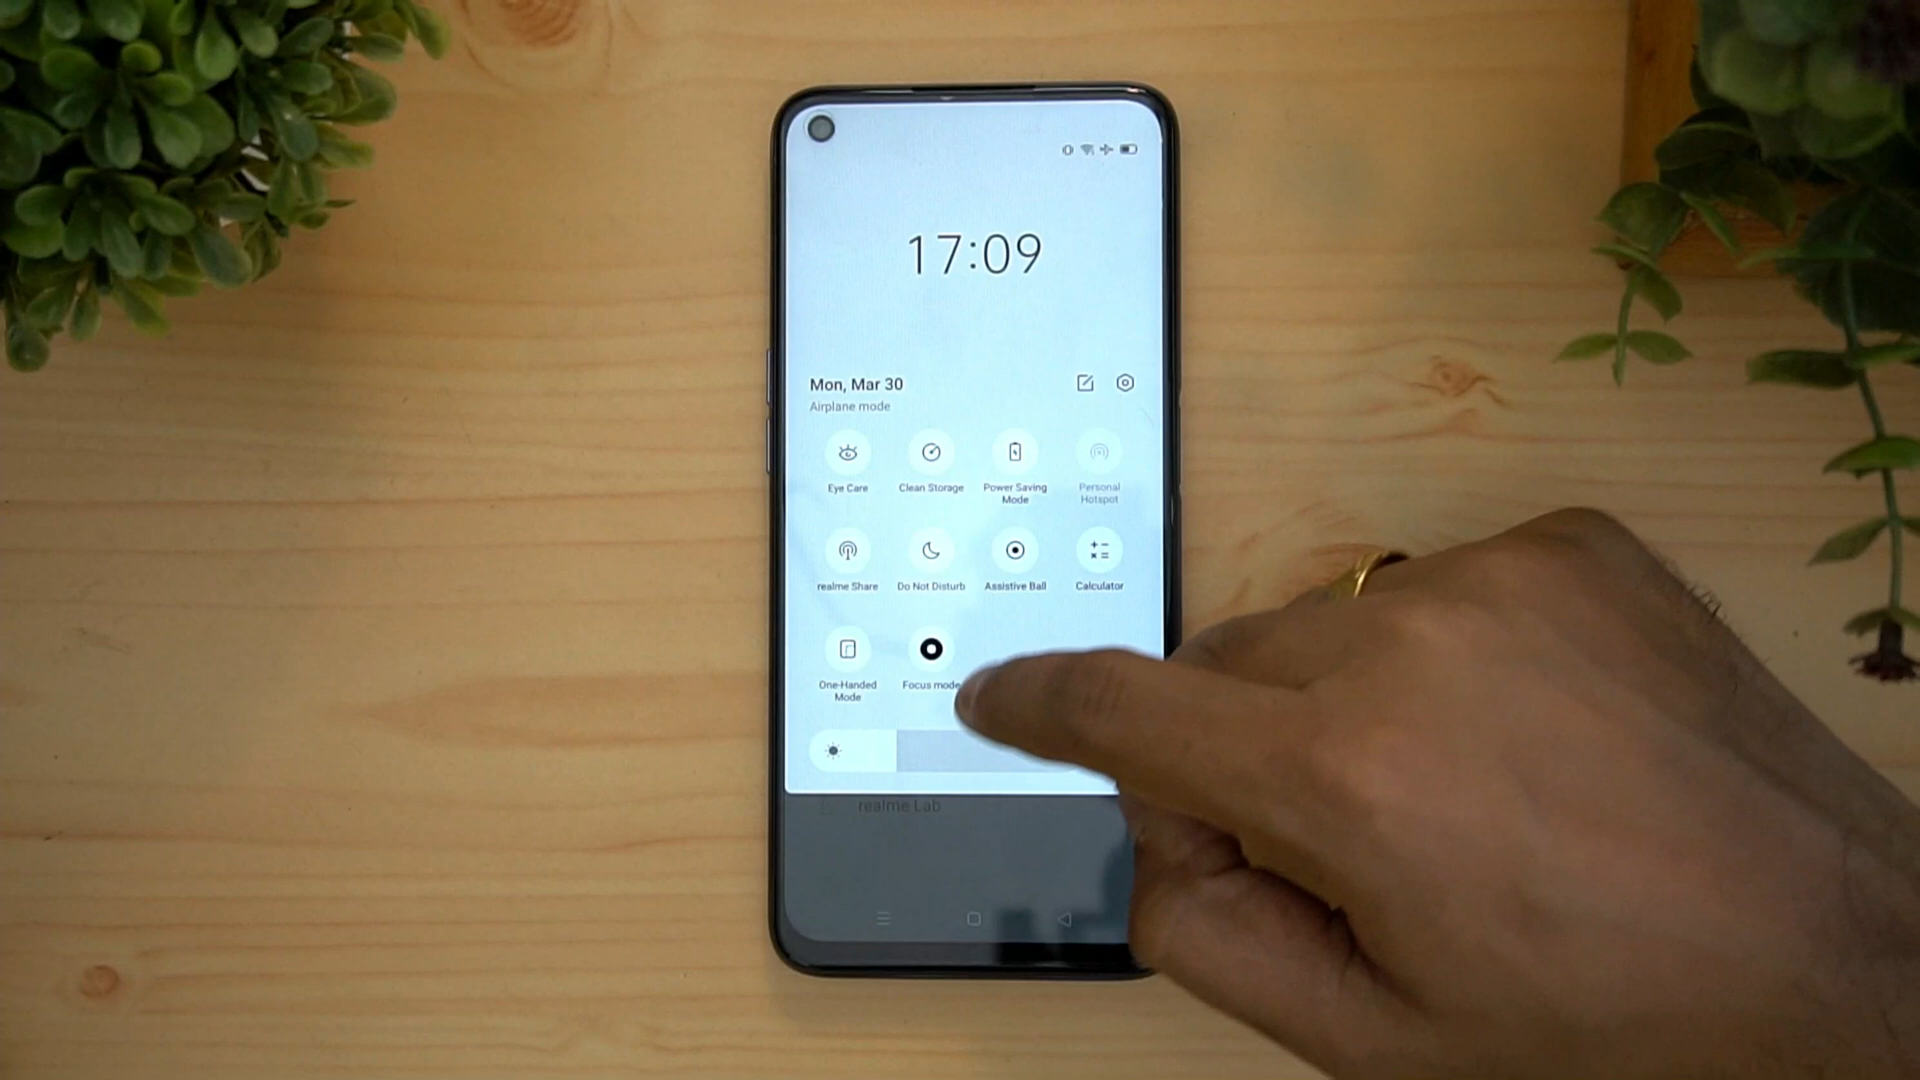 17:09
Mon, Mar 30
Airplane mode
Eye Care
Clean Storage
Power Saving
Mode
Personal
Hotspot
realme Share
Do Not Disturb
Assistive Ball
Calculator
One-Handed
Mode
Focus mode
realme Lab